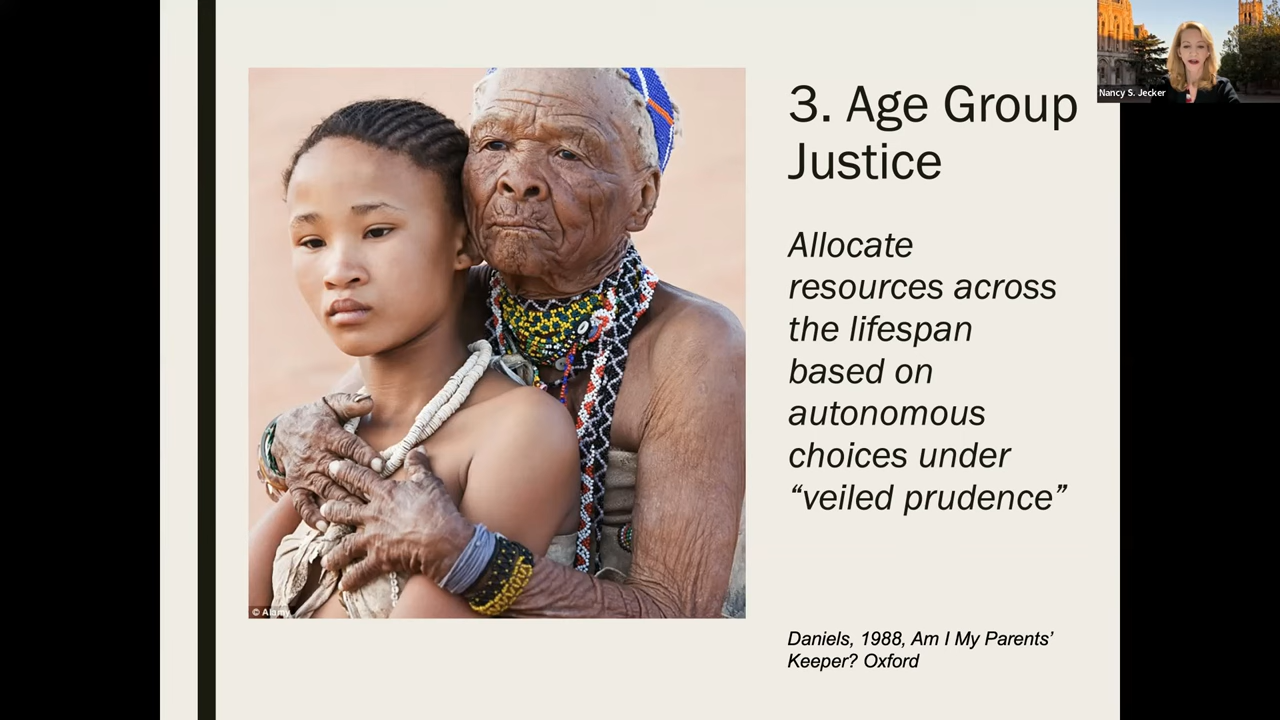 3. Age Group
Justice
Allocate
resources across
the lifespan
based on
autonomous
choices under
“veiled prudence”
Daniels, 1988, Am I My Parents’
Keeper? Oxford
© Alamy
Nancy S. Jecker